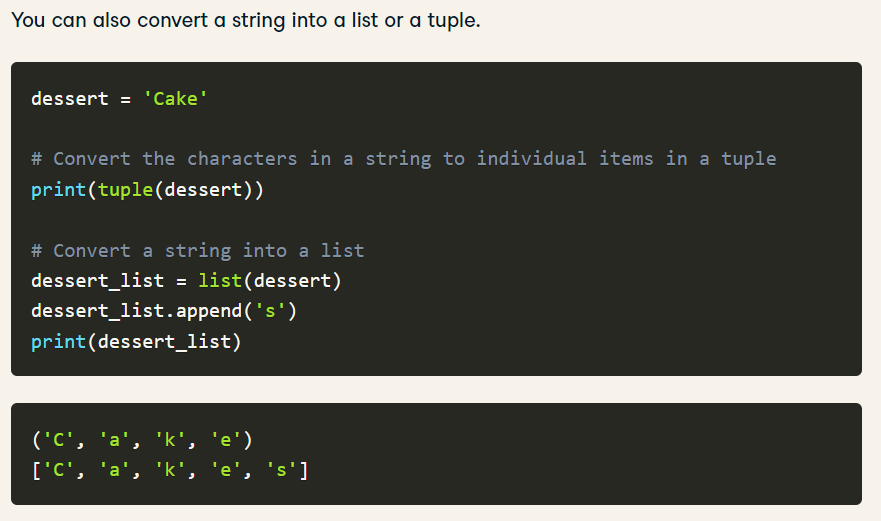 You can also convert a string into a list or a tuple.
dessert = 'Cake'
# Convert the characters in a string to individual items in a tuple
print(tuple(dessert))
# Convert a string into a list
dessert_list = list(dessert)
dessert_list.append('s')
print(dessert_list)
('C', 'a', 'k', 'e')
['C', 'a', 'k', 'e', 's']